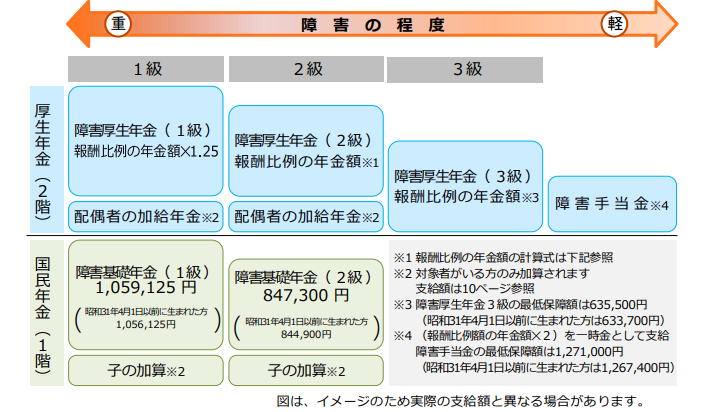 重
障害の程度
軽
1級
2級
3級
厚生年金（2階）
障害厚生年金（1級）
報酬比例の年金額×1.25
障害厚生年金（2級）
報酬比例の年金額※1
障害厚生年金（3級）
報酬比例の年金額※3
障害手当金※4
配偶者の加給年金※2
配偶者の加給年金※2
国民年金（1階）
障害基礎年金（1級）
1,059,125円
（昭和31年4月1日以前に生まれた方
1,056,125円）
障害基礎年金（2級）
847,300円
（昭和31年4月1日以前に生まれた方
844,900円）
子の加算※2
子の加算※2
※1 報酬比例の年金額の計算式は下記参照
※2 対象者がいる方のみ加算されます
支給額は10ページ参照
※3 障害厚生年金３級の最低保障額は635,500円
（昭和31年4月1日以前に生まれた方は633,700円）
※4 （報酬比例額の年金額×２）を一時金として支給
障害手当金の最低保障額は1,271,000円
（昭和31年4月1日以前に生まれた方は1,267,400円）
図は、イメージのため実際の支給額と異なる場合があります。